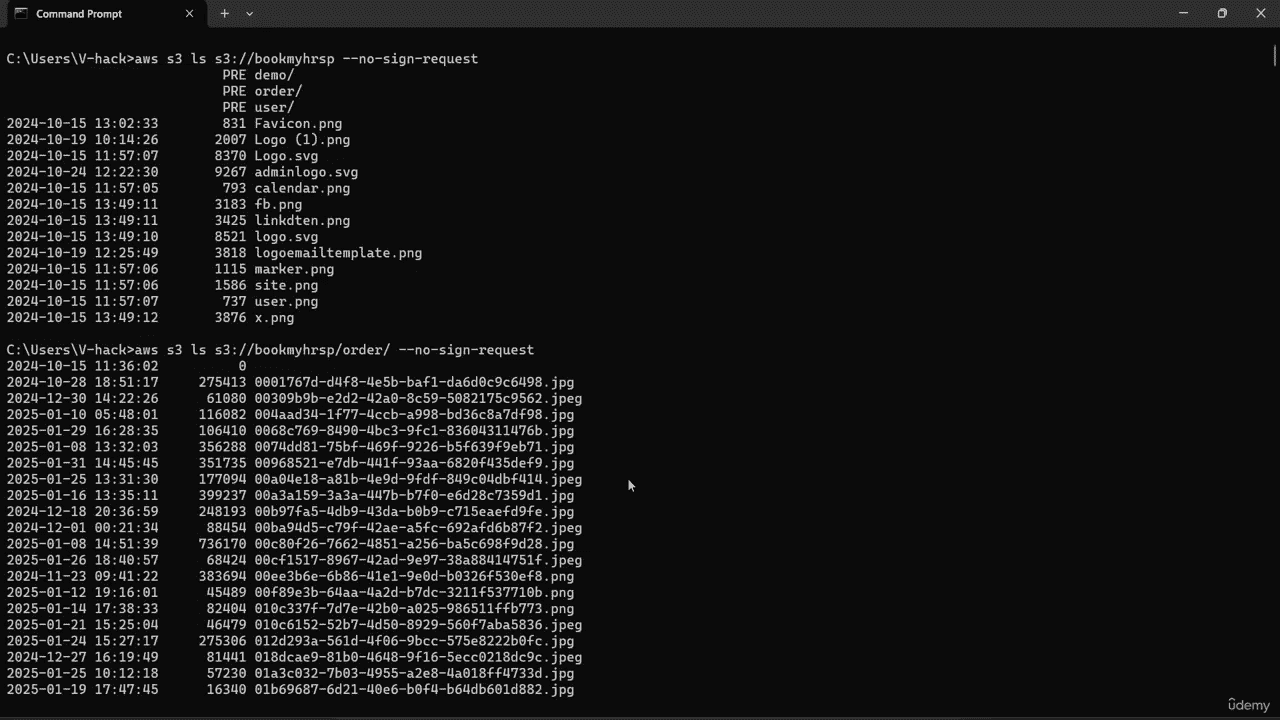 Command Prompt
C:\Users\V-hack>aws s3 ls s3://bookmyhrsp --no-sign-request
PRE demo/
PRE order/
PRE user/
2024-10-15 13:02:33 831 Favicon.png
2024-10-19 10:14:26 2007 Logo (1).png
2024-10-15 11:57:07 8370 Logo.svg
2024-10-24 12:22:30 9267 adminlogo.svg
2024-10-15 11:57:05 793 calendar.png
2024-10-15 13:49:11 3183 fb.png
2024-10-15 13:49:11 3425 linkdten.png
2024-10-15 13:49:10 8521 logo.svg
2024-10-19 12:25:49 3818 logoemailtemplate.png
2024-10-15 11:57:06 1115 marker.png
2024-10-15 11:57:06 1586 site.png
2024-10-15 11:57:07 737 user.png
2024-10-15 13:49:12 3876 x.png
C:\Users\V-hack>aws s3 ls s3://bookmyhrsp/order/ --no-sign-request
2024-10-15 11:36:02 0
2024-10-28 18:51:17 275413 0001767d-d4f8-4e5b-baf1-da6d0c9c6498.jpg
2024-12-30 14:22:26 61080 00309b9b-e2d2-42a0-8c59-5082175c9562.jpeg
2025-01-10 05:48:01 116082 004aad34-1f77-4ccb-a998-bd36c8a7df98.jpg
2025-01-29 16:28:35 106410 0068c769-8490-4bc3-9fc1-83604311476b.jpg
2025-01-08 13:32:03 356288 0074dd81-75bf-469f-9226-b5f639f9eb71.jpg
2025-01-31 14:45:45 351735 00968521-e7db-441f-93aa-6820f435def9.jpg
2025-01-25 13:31:30 177094 00a04e18-a81b-4e9d-9fdf-849c04dbf414.jpeg
2025-01-16 13:35:11 399237 00a3a159-3a3a-447b-b7f0-e6d28c7359d1.jpg
2024-12-18 20:36:59 248193 00b97fa5-4db9-43da-b0b9-c715eaefd9fe.jpg
2024-12-01 00:21:34 88454 00ba94d5-c79f-42ae-a5fc-692afd6b87f2.jpeg
2025-01-08 14:51:39 736170 00c80f26-7662-4851-a256-ba5c698f9d28.jpg
2025-01-26 18:40:57 68424 00cf1517-8967-42ad-9e97-38a88414751f.jpeg
2024-11-23 09:41:22 383694 00ee3b6e-6b86-41e1-9e0d-b0326f530ef8.png
2025-01-12 19:16:01 45489 00f89e3b-64aa-4a2d-b7dc-3211f537710b.png
2025-01-14 17:38:33 82404 010c337f-7d7e-42b0-a025-986511ffb773.png
2025-01-21 15:25:04 46479 010c6152-52b7-4d50-8929-560f7aba5836.jpeg
2025-01-24 15:27:17 275306 012d293a-561d-4f06-9bcc-575e8222b0fc.jpg
2024-12-27 16:19:49 81441 018dcae9-81b0-4648-9f16-5ecc0218dc9c.jpeg
2025-01-25 10:12:18 57230 01a3c032-7b03-4955-a2e8-4a018ff4733d.jpg
2025-01-19 17:47:45 16340 01b69687-6d21-40e6-b0f4-b64db601d882.jpg
ûdemy